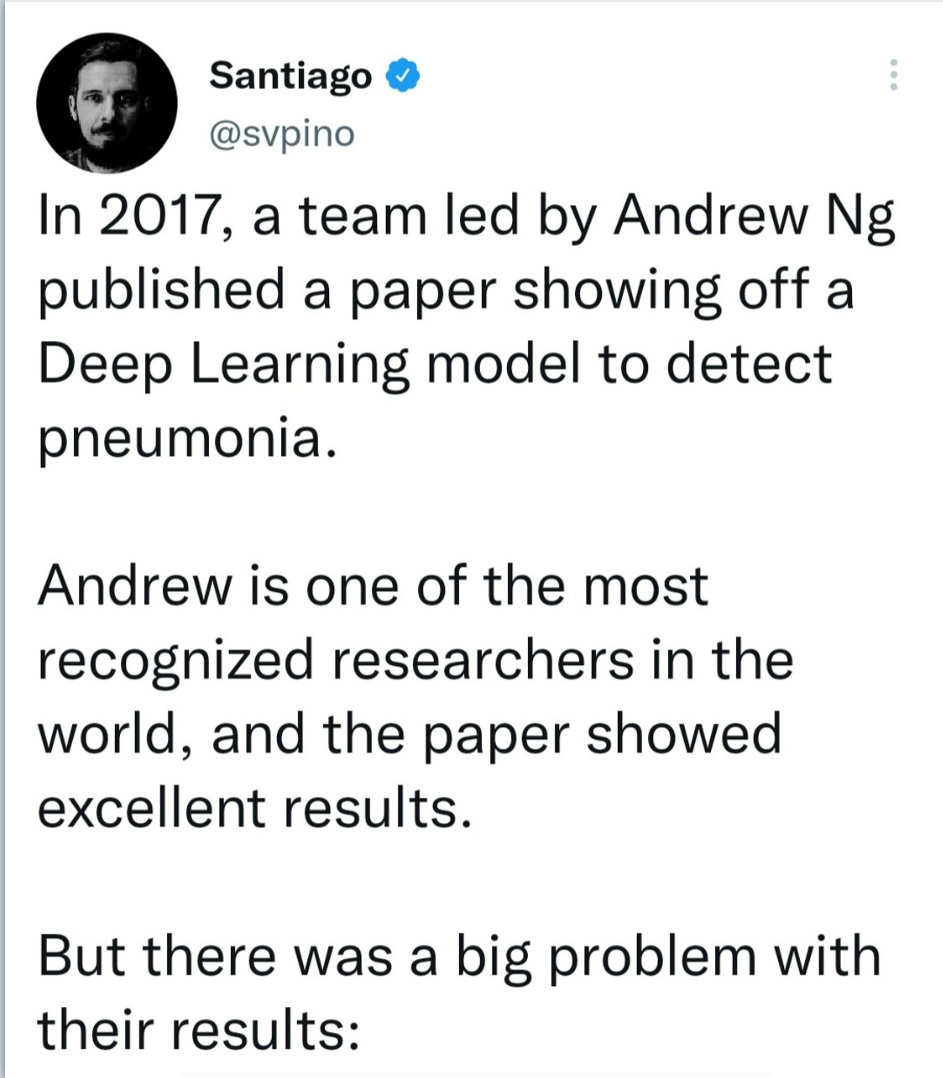 Santiago
@svpino
In 2017, a team led by Andrew Ng
published a paper showing off a
Deep Learning model to detect
pneumonia.
Andrew is one of the most
recognized researchers in the
world, and the paper showed
excellent results.
But there was a big problem with
their results: